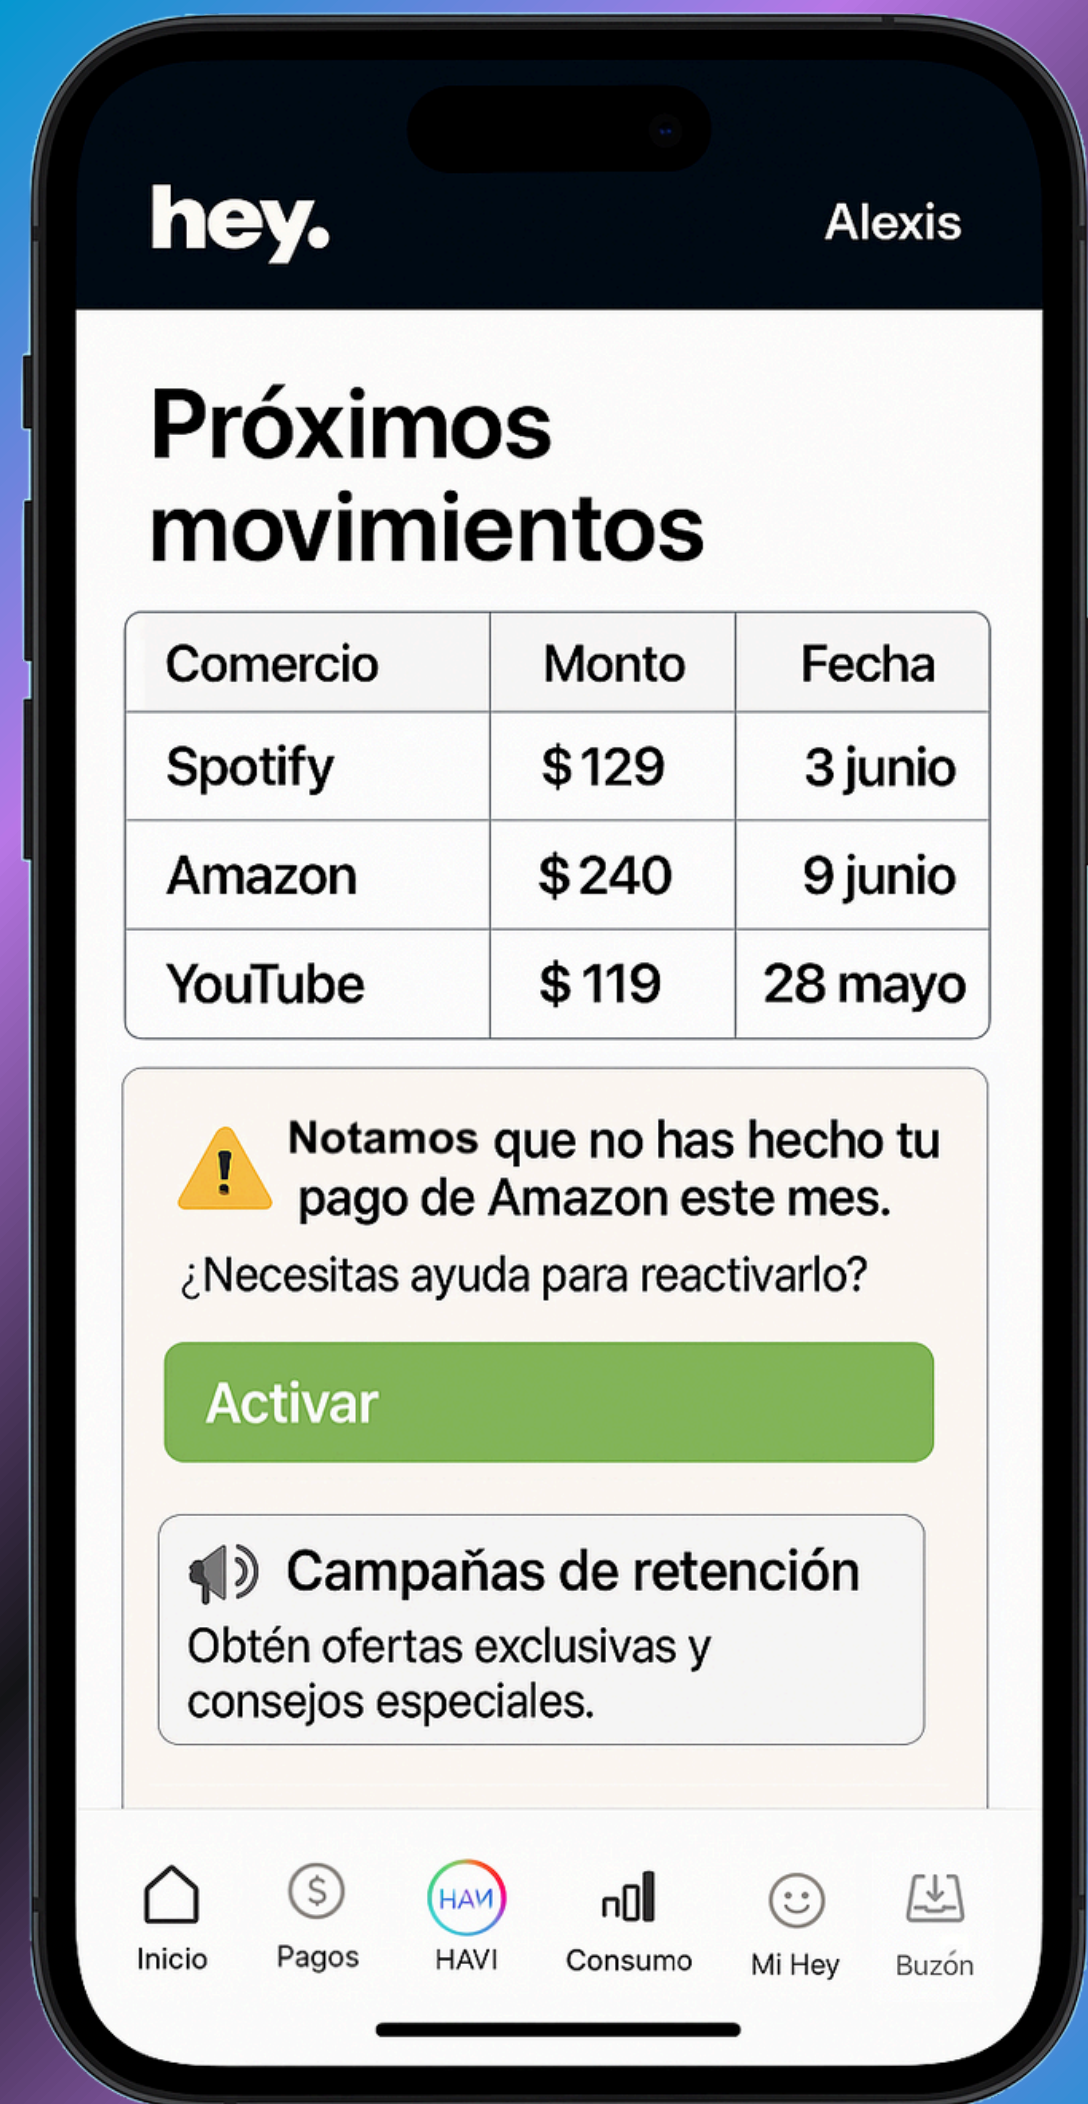 hey.
Alexis
Próximos
movimientos
Comercio Monto Fecha
Spotify $129 3 junio
Amazon $240 9 junio
YouTube $119 28 mayo
Notamos que no has hecho tu
pago de Amazon este mes.
¿Necesitas ayuda para reactivarlo?
Activar
Campañas de retención
Obtén ofertas exclusivas y
consejos especiales.
HAVI
Inicio Pagos HAVI Consumo Mi Hey Buzón